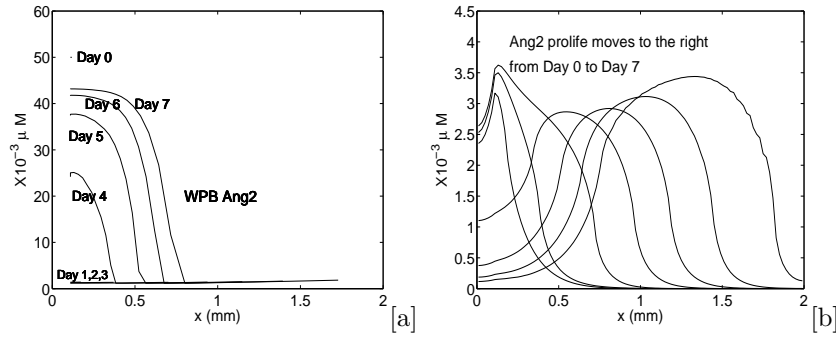 60
50
40
30
20
10
0
X10⁻³ μ M
Day 0
Day 6
Day 7
Day 5
Day 4
WPB Ang2
Day 1,2,3
0
0.5
1
1.5
2
x (mm)
[a]
4.5
4
3.5
3
2.5
2
1.5
1
0.5
0
X10⁻³ μ M
Ang2 prolife moves to the right
from Day 0 to Day 7
0
0.5
1
1.5
2
x (mm)
[b]